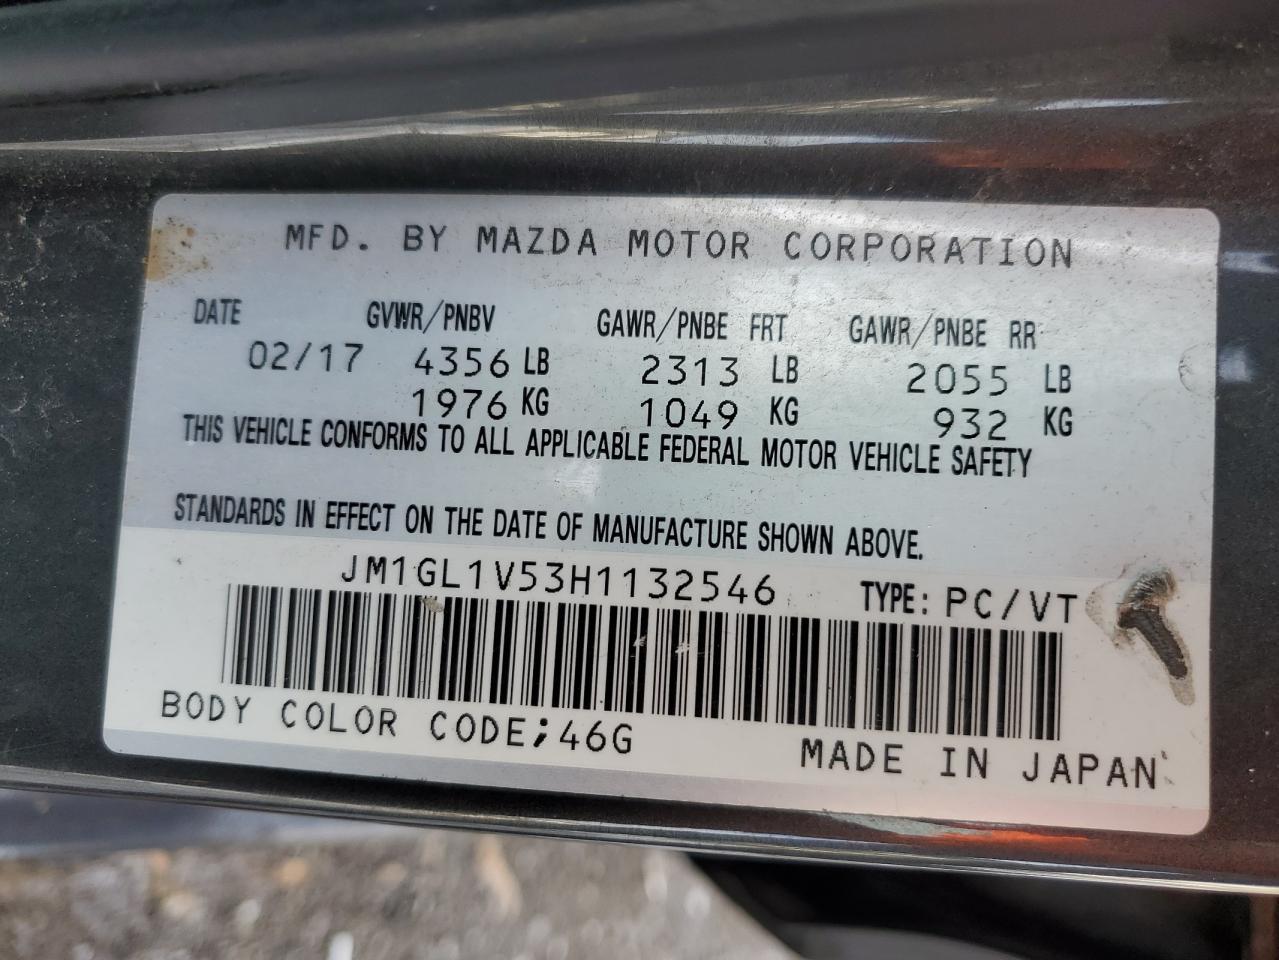 MFD. BY MAZDA MOTOR CORPORATION
DATE GVWR/PNBV GAWR/PNBE FRT GAWR/PNBE RR
02/17 4356 LB 2313 LB 2055 LB
1976 KG 1049 KG 932 KG
THIS VEHICLE CONFORMS TO ALL APPLICABLE FEDERAL MOTOR VEHICLE SAFETY
STANDARDS IN EFFECT ON THE DATE OF MANUFACTURE SHOWN ABOVE.
JM1GL1V53H1132546 TYPE: PC/VT
BODY COLOR CODE;46G MADE IN JAPAN